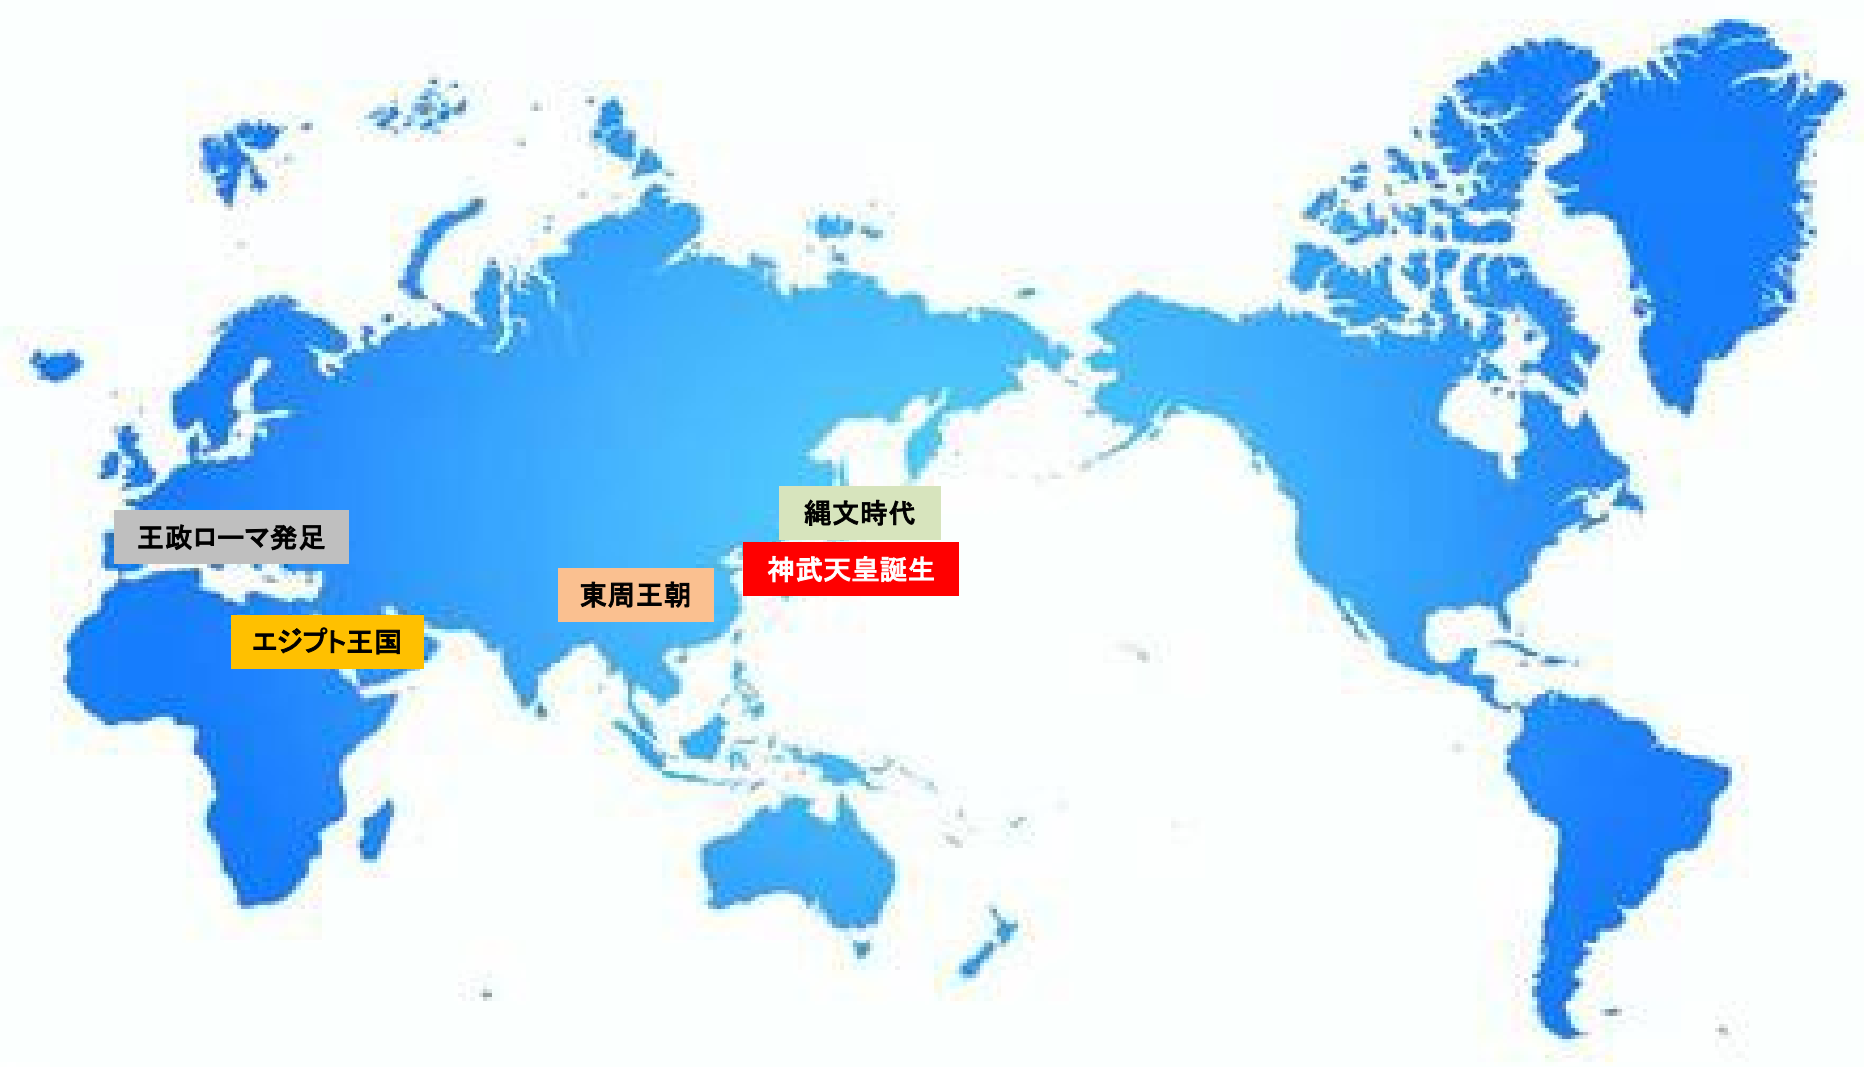 縄文時代
王政ローマ発足
神武天皇誕生
東周王朝
エジプト王国